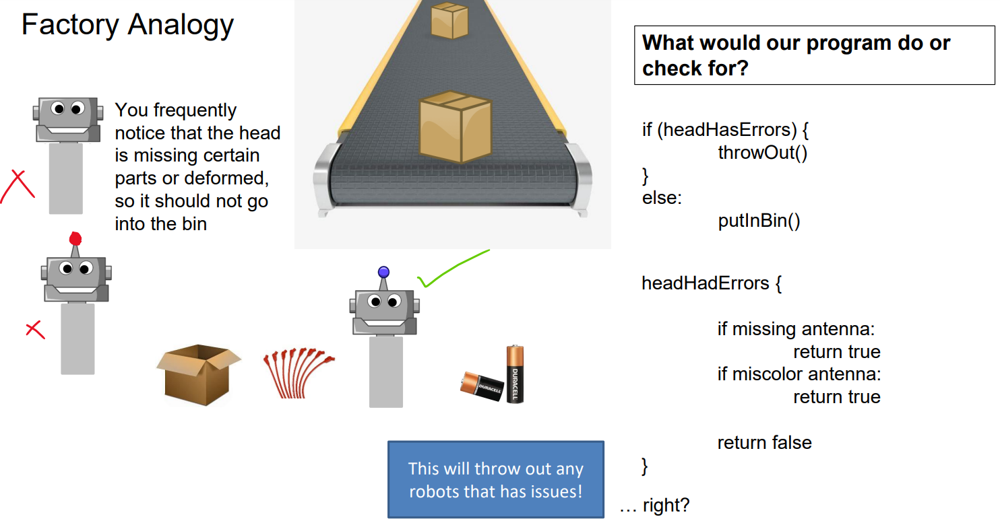 Factory Analogy
You frequently
notice that the head
is missing certain
parts or deformed,
so it should not go
into the bin
DURACELL
DURACELL
What would our program do or
check for?
if (headHasErrors) {
throwOut()
}
else:
putInBin()
headHadErrors {
if missing antenna:
return true
if miscolor antenna:
return true
return false
}
This will throw out any
robots that has issues!
... right?